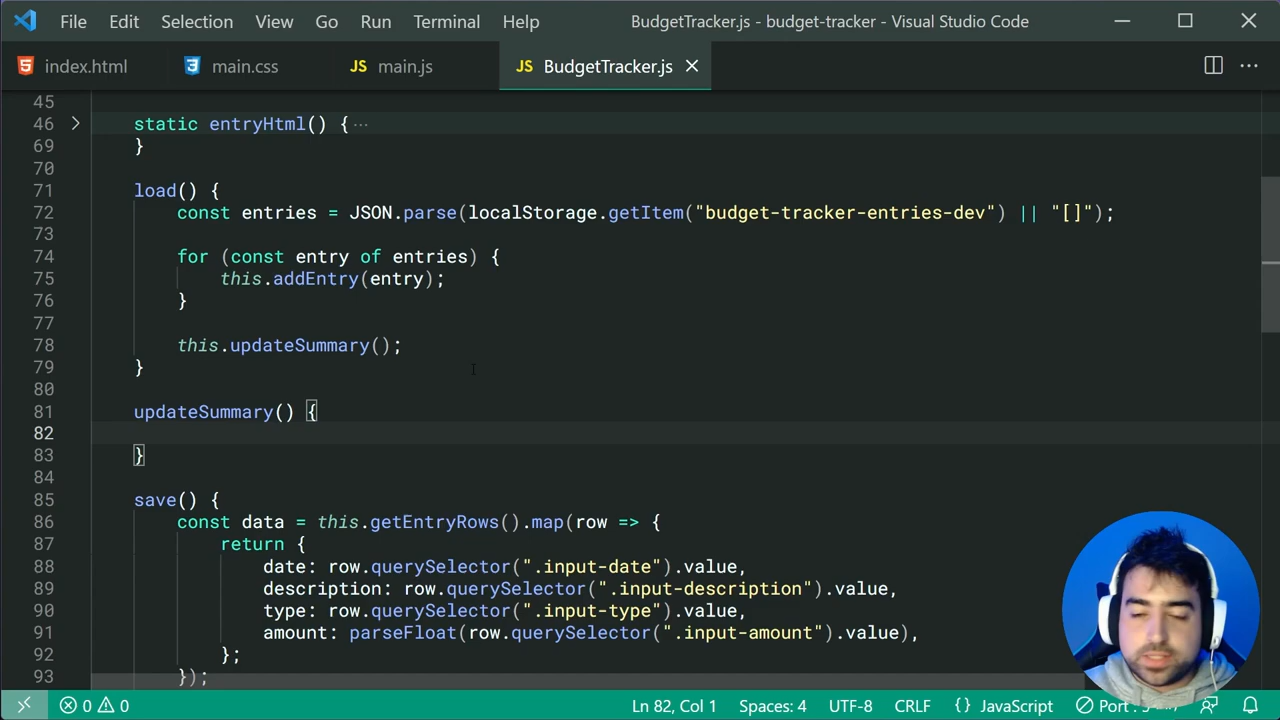 File Edit Selection View Go Run Terminal Help BudgetTracker.js - budget-tracker - Visual Studio Code
index.html main.css JS main.js JS BudgetTracker.js
45
46 static entryHtml() { ···
69 }
70
71 load() {
72 const entries = JSON.parse(localStorage.getItem("budget-tracker-entries-dev") || "[]");
73
74 for (const entry of entries) {
75 this.addEntry(entry);
76 }
77
78 this.updateSummary();
79 }
80
81 updateSummary() {
82
83 }
84
85 save() {
86 const data = this.getEntryRows().map(row => {
87 return {
88 date: row.querySelector(".input-date").value,
89 description: row.querySelector(".input-description").value,
90 type: row.querySelector(".input-type").value,
91 amount: parseFloat(row.querySelector(".input-amount").value),
92 };
93 });
0 0 Ln 82, Col 1 Spaces: 4 UTF-8 CRLF {} JavaScript Port :